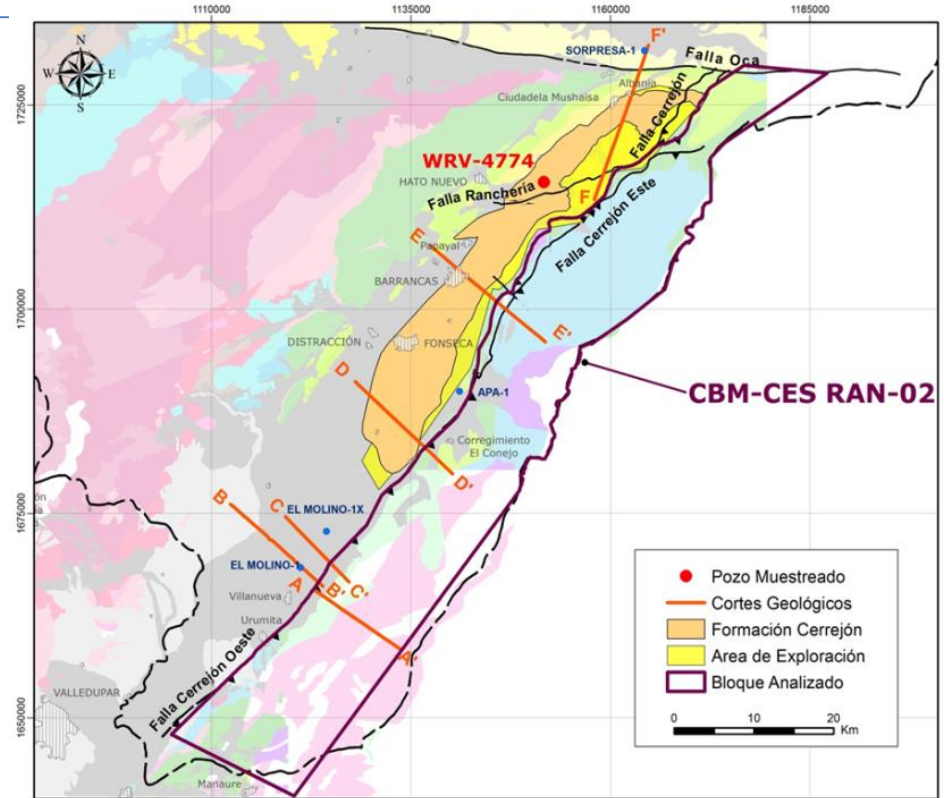 1110000
1135000
1160000
1185000
N
W
E
S
SORPRESA-1
F'
Falla Oca
Albania
Ciudadela Mushaisa
1725000
Falla Cerrejón
WRV-4774
HATO NUEVO
Falla Ranchería
F
Falla Cerrejón Este
E
Papayal
BARRANCAS
1700000
E'
DISTRACCIÓN
FONSECA
D
APA-1
CBM-CES RAN-02
Corregimiento
El Conejo
D'
B
C
ón
1675000
EL MOLINO-1X
EL MOLINO-1
A
B'
C'
Villanueva
Urumita
A'
Falla Cerrejón Oeste
VALLEDUPAR
1650000
Manaure
Pozo Muestreado
Cortes Geológicos
Formación Cerrejón
Area de Exploración
Bloque Analizado
0
10
20
Km